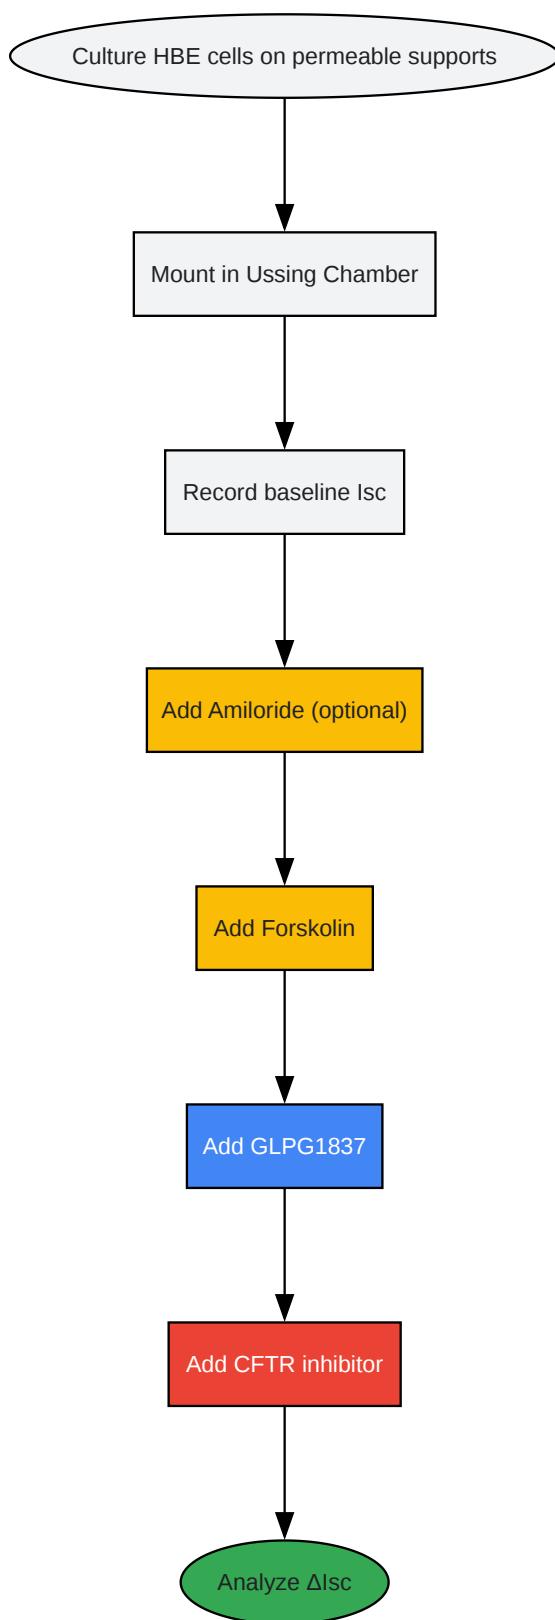 Culture HBE cells on permeable supports
Mount in Ussing Chamber
Record baseline Isc
Add Amiloride (optional)
Add Forskolin
Add GLPG1837
Add CFTR inhibitor
Analyze ΔIsc